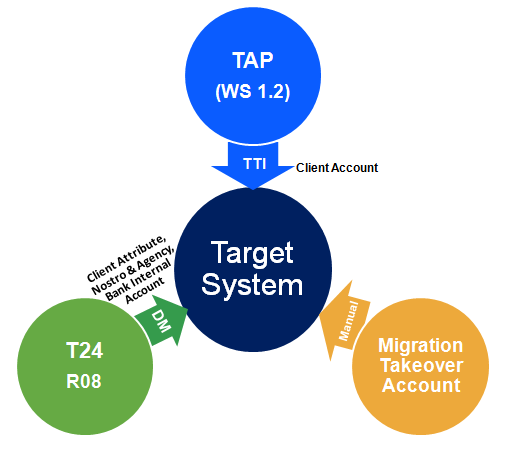 TAP
(WS 1.2)
TTI
Client Account
Target
System
Client Attribute,
Nostro & Agency,
Bank Internal
Account
DM
T24
R08
Manual
Migration
Takeover
Account